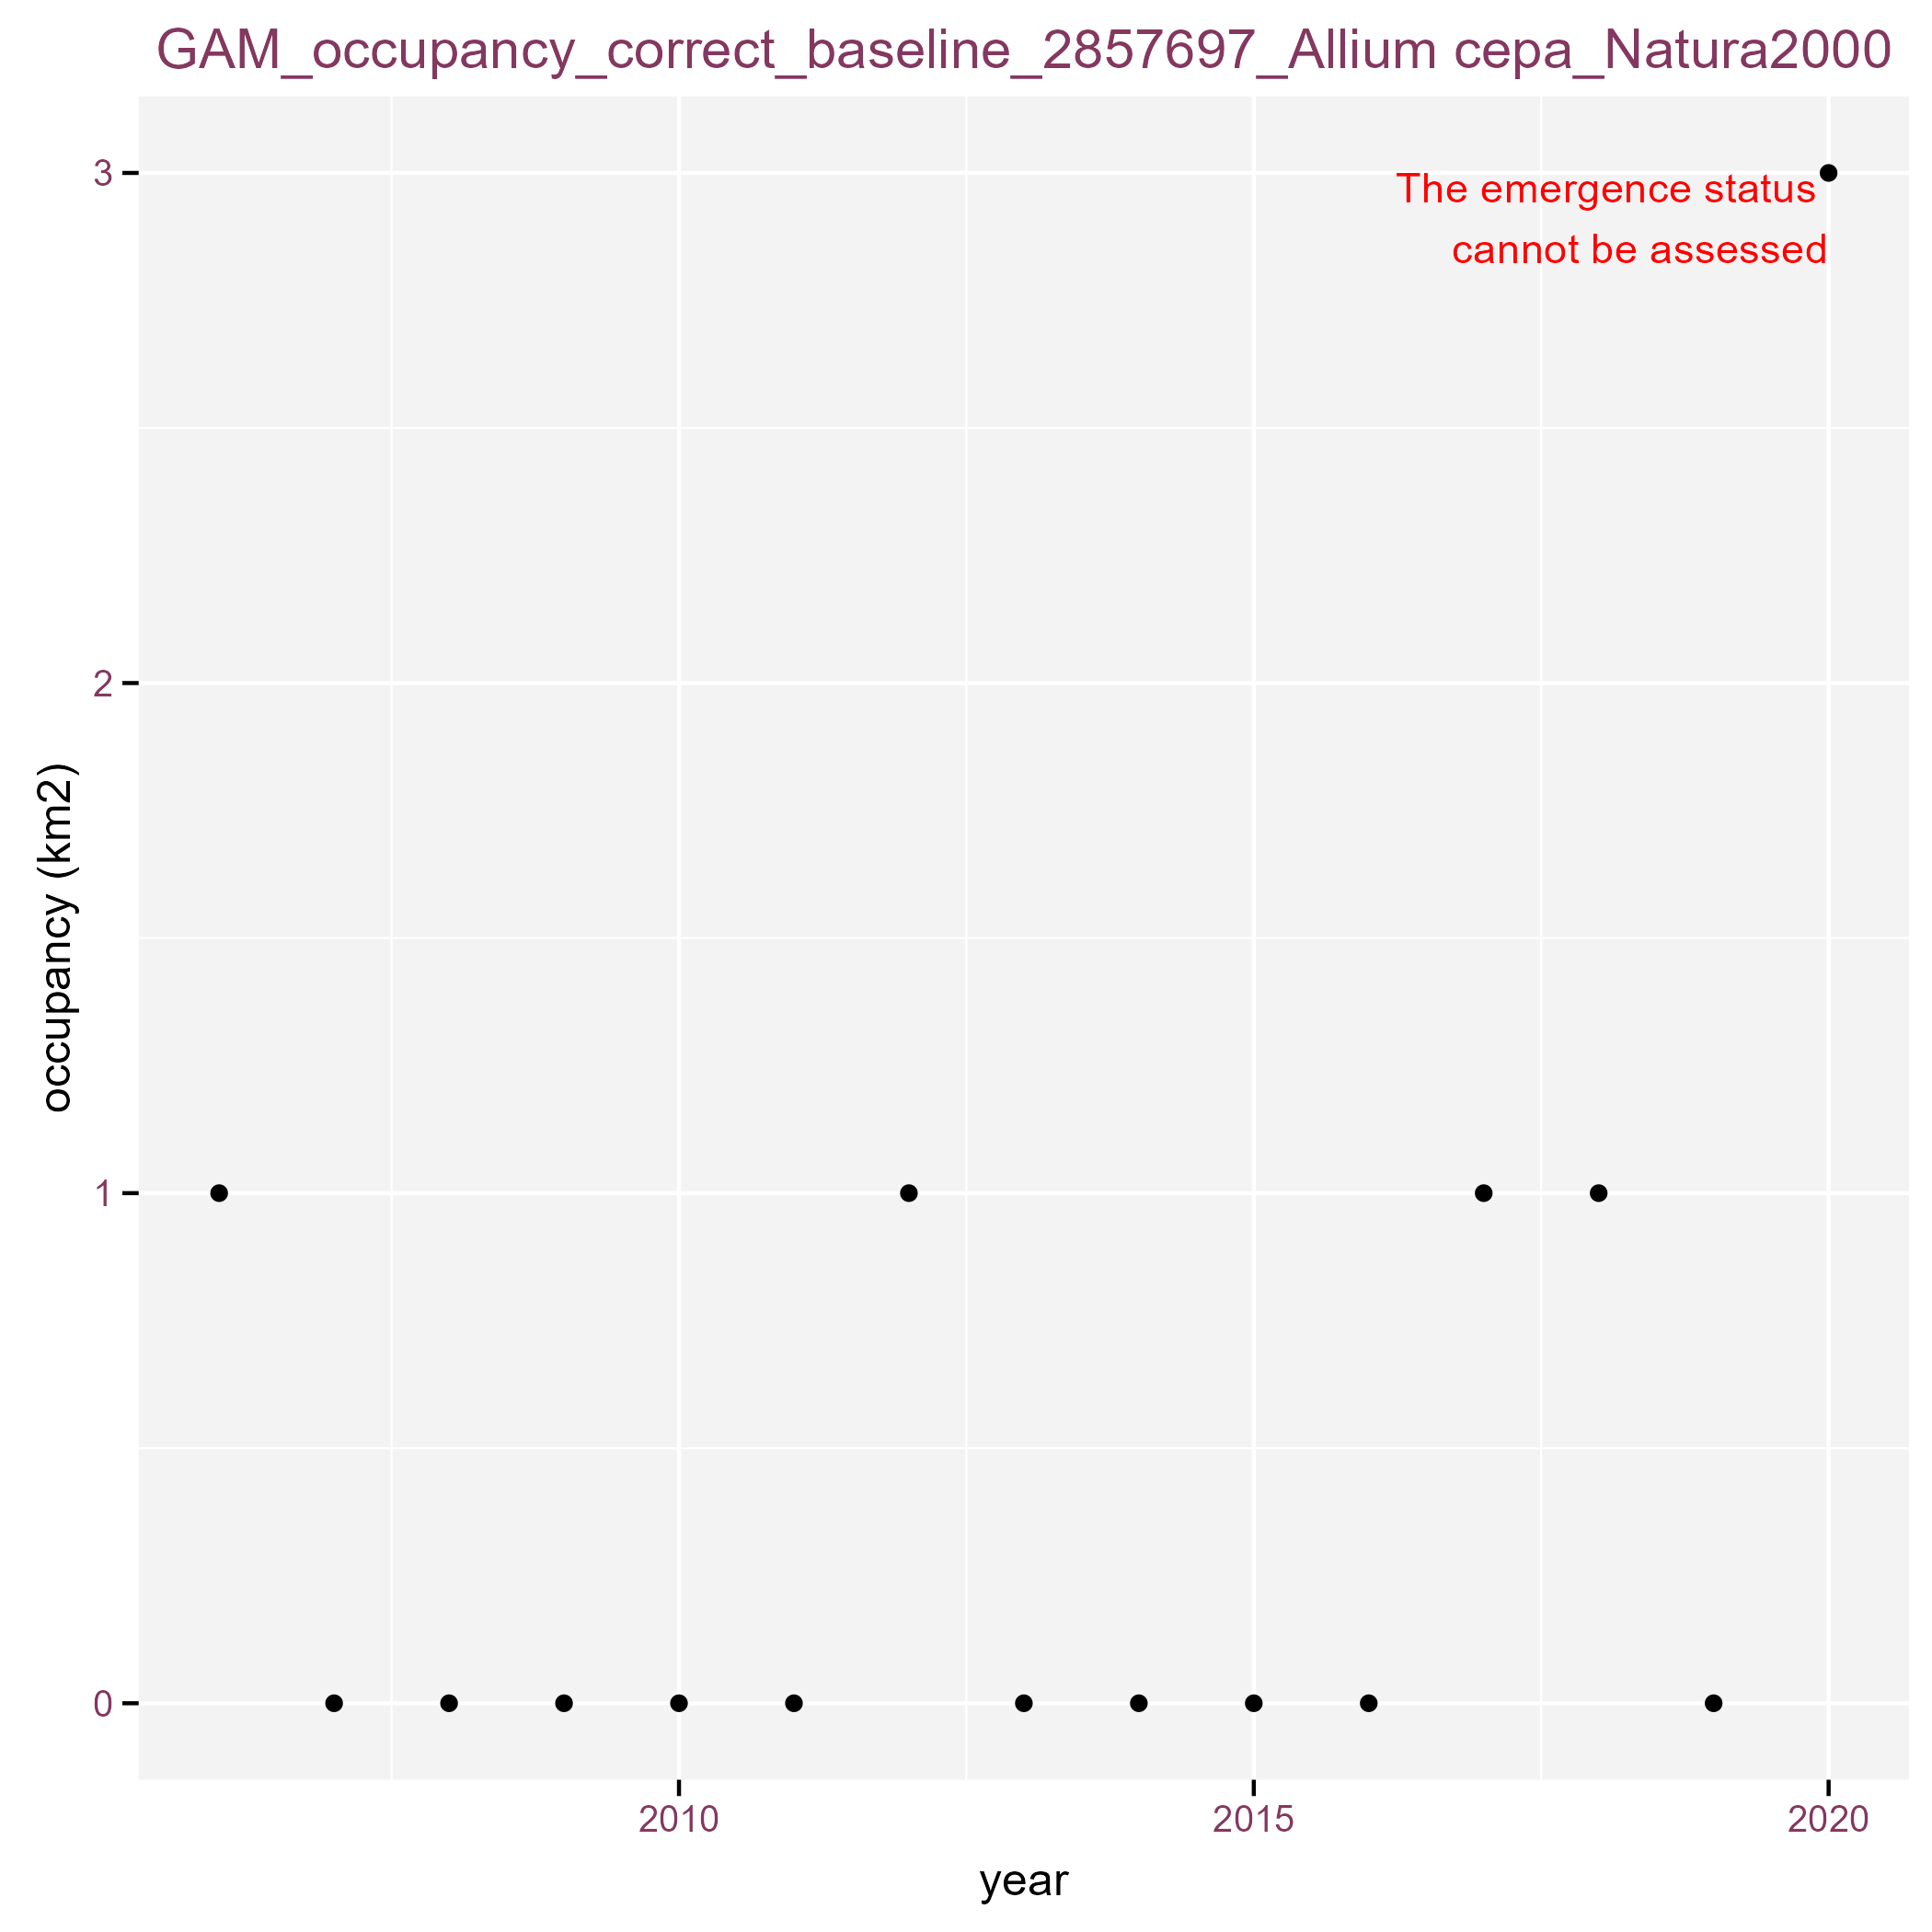 GAM_occupancy_correct_baseline_2857697_Allium cepa_Natura2000
3
The emergence status
cannot be assessed
2
occupancy (km2)
1
0
2010 2015 2020
year